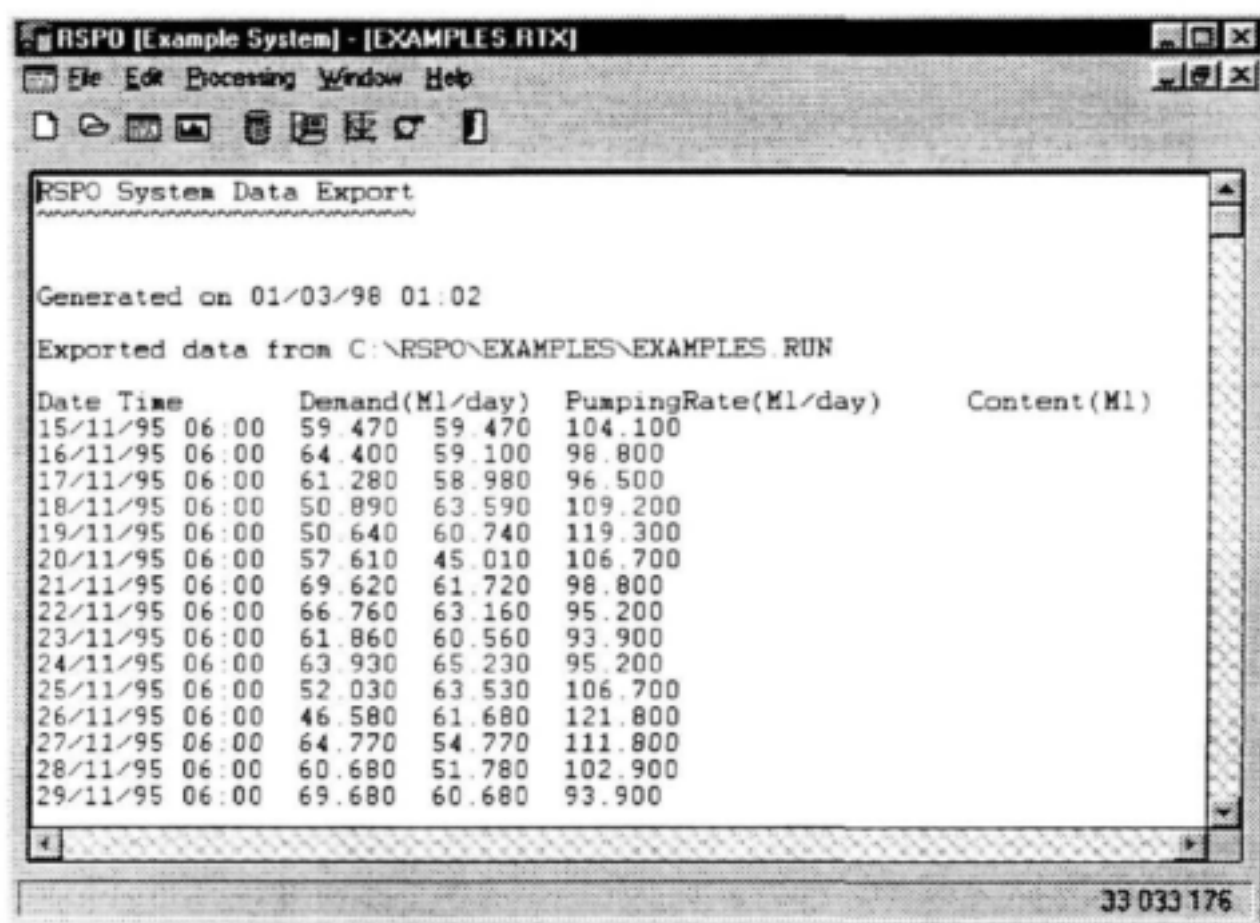 RSPO [Example System] - [EXAMPLES.RTX]
File Edit Processing Window Help
RSPO System Data Export
~~~~~~~~~~~~~~~~~~~~~~~
Generated on 01/03/98 01:02
Exported data from C:\RSPO\EXAMPLES\EXAMPLES.RUN
Date Time Demand(Ml/day) PumpingRate(Ml/day) Content(Ml)
15/11/95 06:00 59.470 59.470 104.100
16/11/95 06:00 64.400 59.100 98.800
17/11/95 06:00 61.280 58.980 96.500
18/11/95 06:00 50.890 63.590 109.200
19/11/95 06:00 50.640 60.740 119.300
20/11/95 06:00 57.610 45.010 106.700
21/11/95 06:00 69.620 61.720 98.800
22/11/95 06:00 66.760 63.160 95.200
23/11/95 06:00 61.860 60.560 93.900
24/11/95 06:00 63.930 65.230 95.200
25/11/95 06:00 52.030 63.530 106.700
26/11/95 06:00 46.580 61.680 121.800
27/11/95 06:00 64.770 54.770 111.800
28/11/95 06:00 60.680 51.780 102.900
29/11/95 06:00 69.680 60.680 93.900
33 033 176